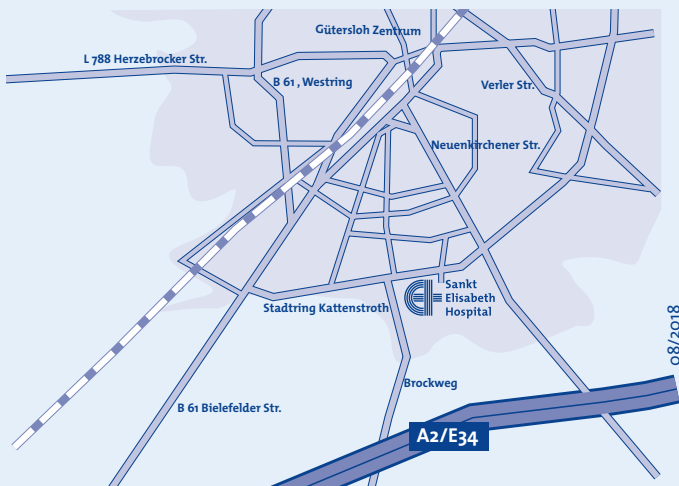 Gütersloh Zentrum
L 788 Herzebrocker Str.
B 61 , Westring
Verler Str.
Neuenkirchener Str.
Sankt
Elisabeth
Hospital
Stadtring Kattenstroth
08/2018
Brockweg
B 61 Bielefelder Str.
A2/E34